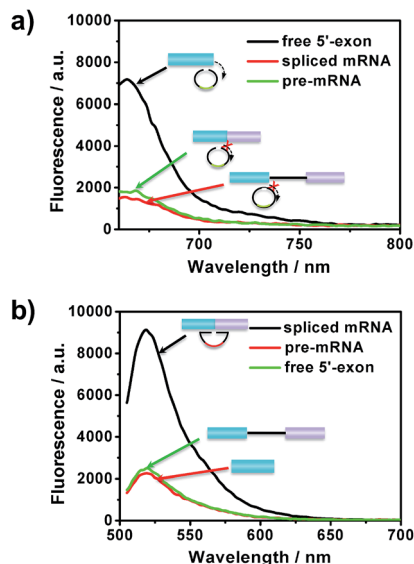 a)
10000
8000
6000
4000
2000
0
Fluorescence / a.u.
free 5'-exon
spliced mRNA
pre-mRNA
700
750
800
Wavelength / nm
b)
10000
8000
6000
4000
2000
0
Fluorescence / a.u.
spliced mRNA
pre-mRNA
free 5'-exon
500
550
600
650
700
Wavelength / nm